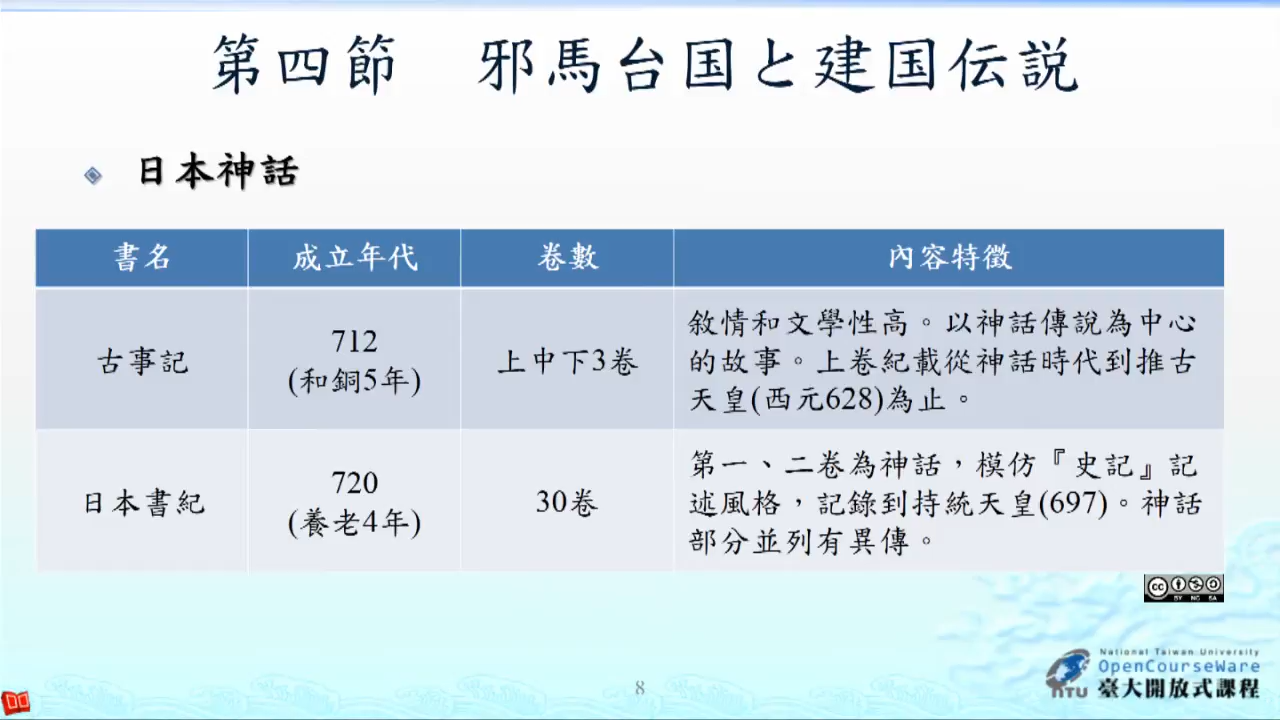 第四節　邪馬台国と建国伝説
日本神話
書名 成立年代 卷數 內容特徵
古事記
712
(和銅5年)
上中下3卷
敘情和文學性高。以神話傳說為中心
的故事。上卷紀載從神話時代到推古
天皇(西元628)為止。
日本書紀
720
(養老4年)
30卷
第一、二卷為神話，模仿『史記』記
述風格，記錄到持統天皇(697)。神話
部分並列有異傳。
cc
BY NC SA
National Taiwan University
OpenCourseWare
NTU 臺大開放式課程
8